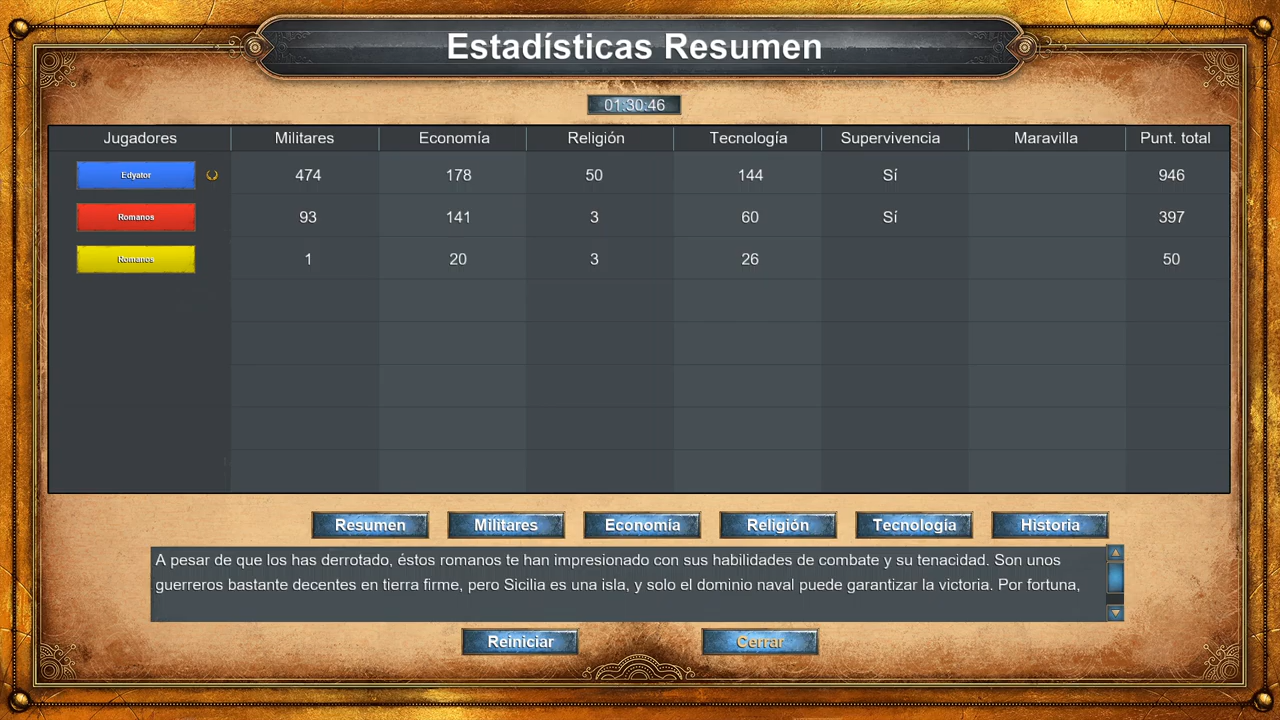 Estadísticas Resumen
01:30:46
Jugadores Militares Economía Religión Tecnología Supervivencia Maravilla Punt. total
Edyator 474 178 50 144 Sí 946
Romanos 93 141 3 60 Sí 397
Romanos 1 20 3 26 50
Resumen Militares Economía Religión Tecnología Historia
A pesar de que los has derrotado, éstos romanos te han impresionado con sus habilidades de combate y su tenacidad. Son unos
guerreros bastante decentes en tierra firme, pero Sicilia es una isla, y solo el dominio naval puede garantizar la victoria. Por fortuna,
Reiniciar Cerrar